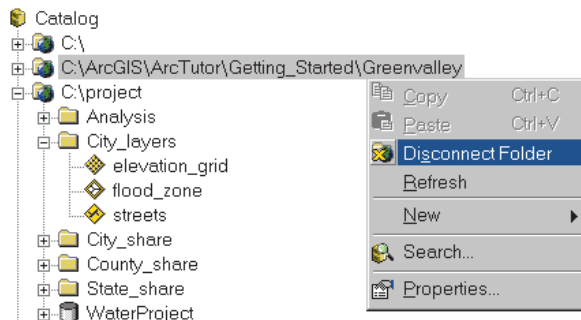 Catalog
C:\
C:\ArcGIS\ArcTutor\Getting_Started\Greenvalley
C:\project
Analysis
City_layers
elevation_grid
flood_zone
streets
City_share
County_share
State_share
WaterProject
Copy Ctrl+C
Paste Ctrl+V
Disconnect Folder
Refresh
New
Search...
Properties...